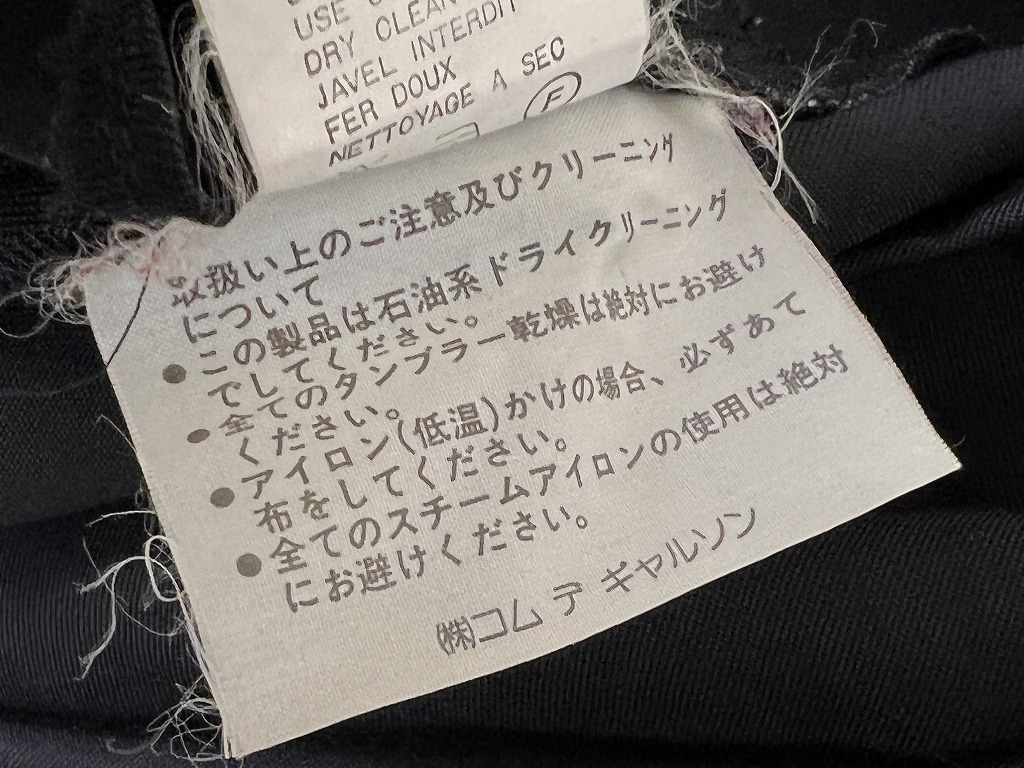 USE
DRY CLEAN
JAVEL INTERDIT
FER DOUX
NETTOYAGE A SEC
F
取扱い上のご注意及びクリーニング
について
● この製品は石油系ドライクリーニング
でしてください。
● 全てのタンブラー乾燥は絶対にお避け
ください。
● アイロン(低温)かけの場合、必ずあて
布をしてください。
● 全てのスチームアイロンの使用は絶対
にお避けください。
㈱コム デ ギャルソン